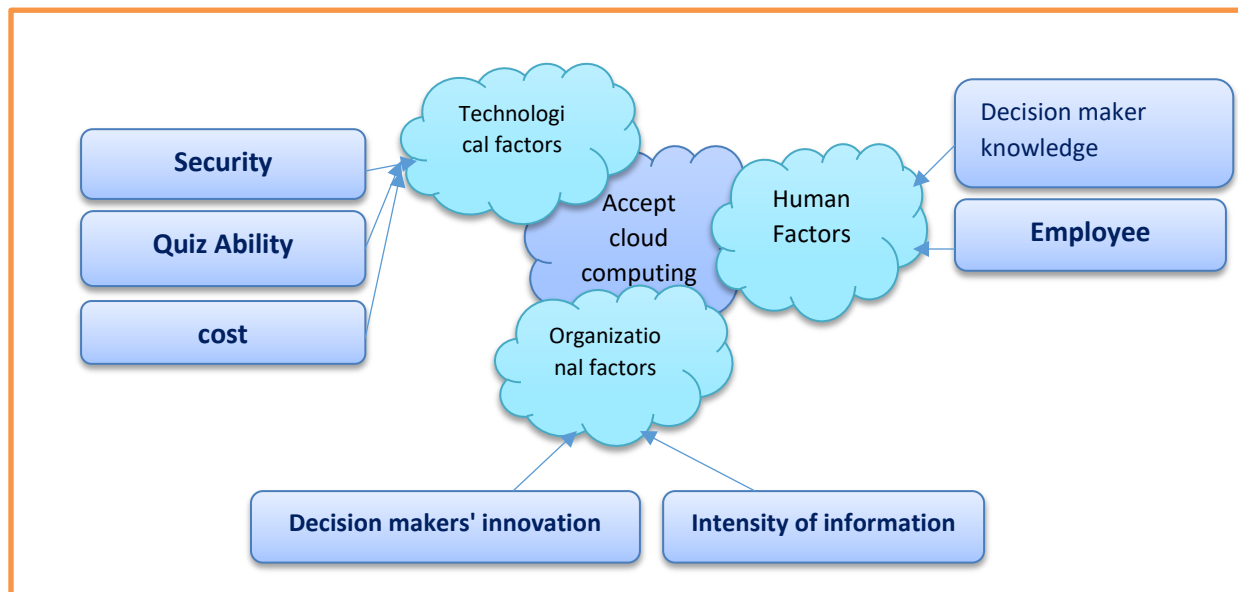 Technologi
cal factors
Security
Quiz Ability
cost
Accept
cloud
computing
Human
Factors
Decision maker
knowledge
Employee
Organizatio
nal factors
Decision makers' innovation
Intensity of information